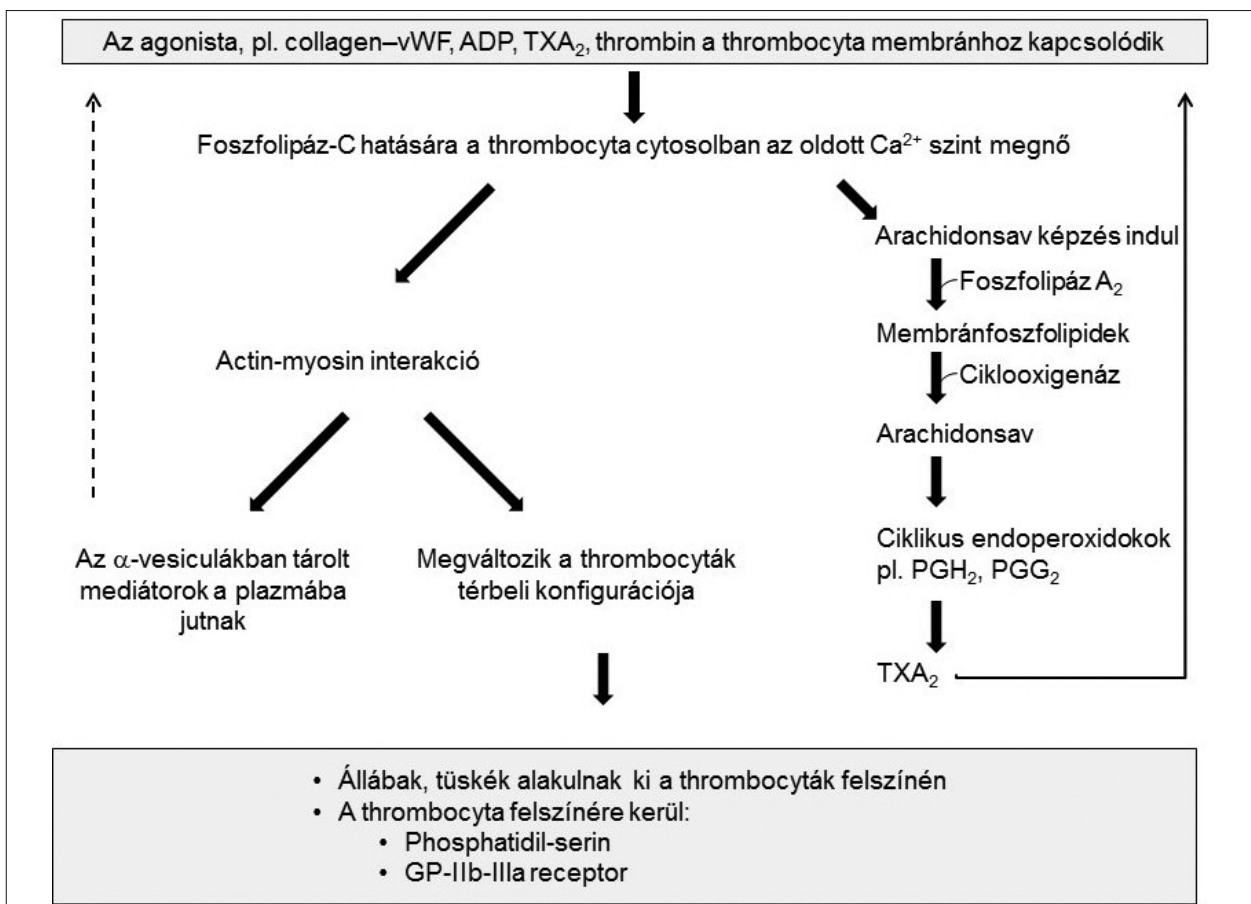 Az agonista, pl. collagen–vWF, ADP, TXA₂, thrombin a thrombocyta membránhoz kapcsolódik
Foszfolipáz-C hatására a thrombocyta cytosolban az oldott Ca²⁺ szint megnő
Arachidonsav képzés indul
Foszfolipáz A₂
Membránfoszfolipidek
Actin-myosin interakció
Ciklooxigenáz
Arachidonsav
Ciklikus endoperoxidokok
pl. PGH₂, PGG₂
Az α-vesiculákban tárolt
mediátorok a plazmába
jutnak
Megváltozik a thrombocyták
térbeli konfigurációja
TXA₂
• Állábak, tüskék alakulnak ki a thrombocyták felszínén
• A thrombocyta felszínére kerül:
• Phosphatidil-serin
• GP-IIb-IIIa receptor